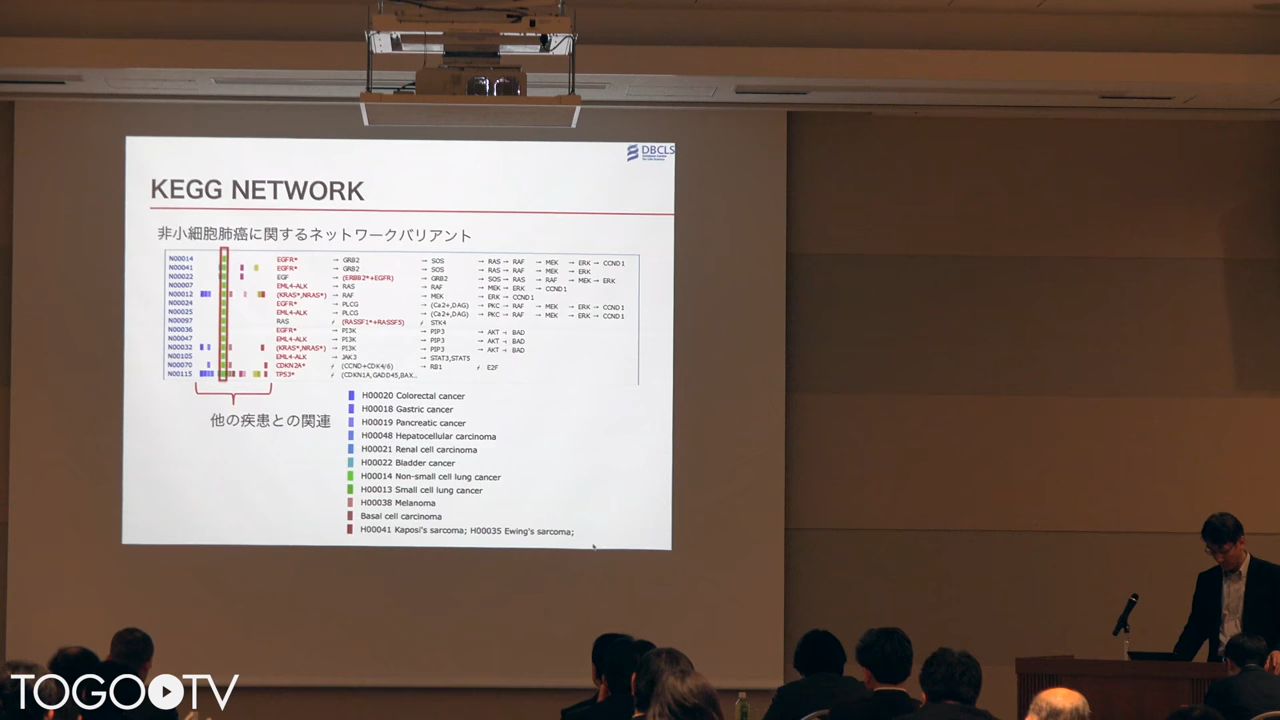 DBCLS
KEGG NETWORK
非小細胞肺癌に関するネットワークバリアント
N00014 EGFR* → GRB2 → SOS → RAS → RAF → MEK → ERK → CCND1
N00041 EGFR* → GRB2 → SOS → RAS → RAF → MEK → ERK
N00022 EGF → (ERBB2*+EGFR) → GRB2 → SOS → RAS → RAF → MEK → ERK
N00007 EML4-ALK → RAS → RAF → MEK → ERK → CCND1
N00012 (KRAS*,NRAS*) → RAF → MEK → ERK → CCND1
N00024 EGFR* → PLCG → (Ca2+,DAG) → PKC → RAF → MEK → ERK → CCND1
N00025 EML4-ALK → PLCG → (Ca2+,DAG) → PKC → RAF → MEK → ERK → CCND1
N00097 RAS (RASSF1*+RASSF5) STK4
N00036 EGFR* → PI3K → PIP3 → AKT → BAD
N00047 EML4-ALK → PI3K → PIP3 → AKT → BAD
N00032 (KRAS*,NRAS*) → PI3K → PIP3 → AKT → BAD
N00105 EML4-ALK → JAK3 → STAT3,STAT5
N00070 CDKN2A* (CCND+CDK4/6) → RB1 E2F
N00115 TP53* (CDKN1A,GADD45,BAX...
他の疾患との関連
H00020 Colorectal cancer
H00018 Gastric cancer
H00019 Pancreatic cancer
H00048 Hepatocellular carcinoma
H00021 Renal cell carcinoma
H00022 Bladder cancer
H00014 Non-small cell lung cancer
H00013 Small cell lung cancer
H00038 Melanoma
Basal cell carcinoma
H00041 Kaposi's sarcoma; H00035 Ewing's sarcoma;
TOGO TV